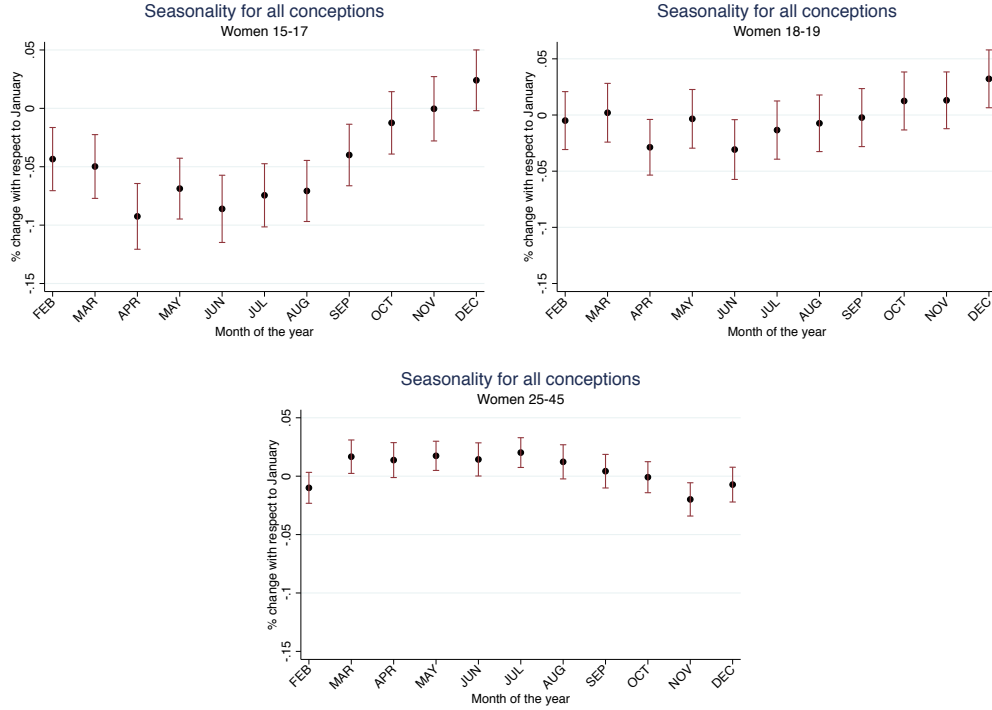 Seasonality for all conceptions
Women 15-17
% change with respect to January
.05
0
-.05
-.1
-.15
FEB
MAR
APR
MAY
JUN
JUL
AUG
SEP
OCT
NOV
DEC
Month of the year
Seasonality for all conceptions
Women 18-19
% change with respect to January
.05
0
-.05
-.1
-.15
FEB
MAR
APR
MAY
JUN
JUL
AUG
SEP
OCT
NOV
DEC
Month of the year
Seasonality for all conceptions
Women 25-45
% change with respect to January
.05
0
-.05
-.1
-.15
FEB
MAR
APR
MAY
JUN
JUL
AUG
SEP
OCT
NOV
DEC
Month of the year